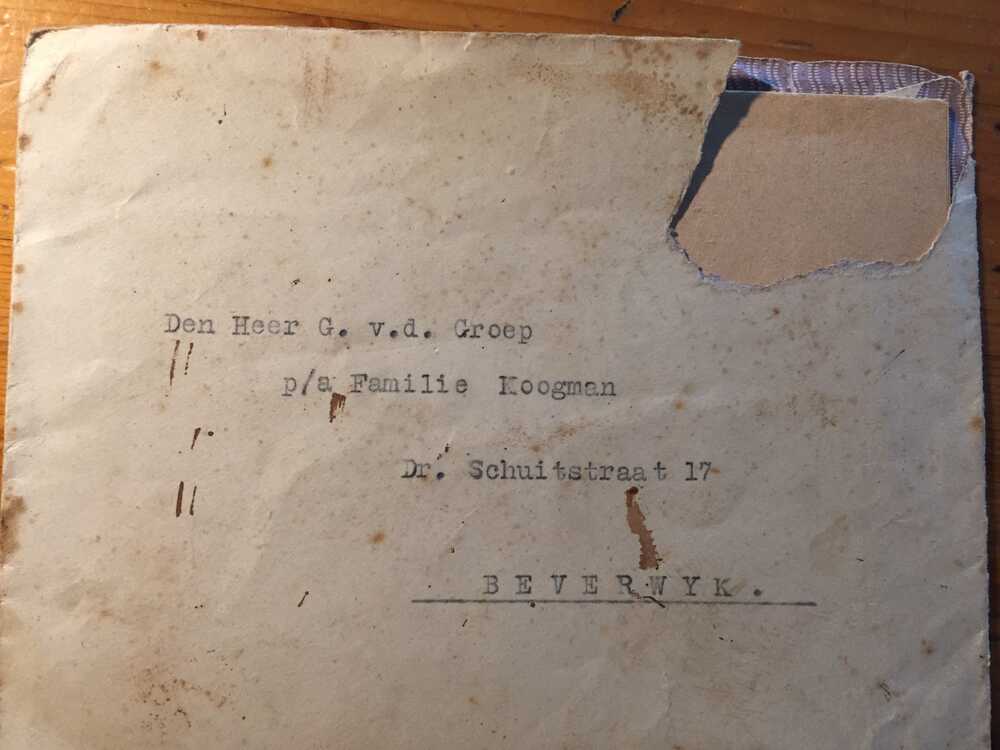 Den Heer G. v.d. Groep
p/a Familie Koogman
Dr. Schuitstraat 17
BEVERWYK.